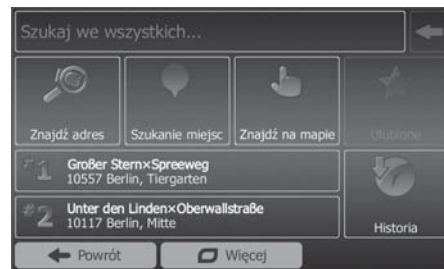 Szukaj we wszystkich...
Znajdź adres
Szukanie miejsc
Znajdź na mapie
Ulubione
#1 Großer Stern×Spreeweg
10557 Berlin, Tiergarten
#2 Unter den Linden×Oberwallstraße
10117 Berlin, Mitte
Historia
Powrót
Więcej